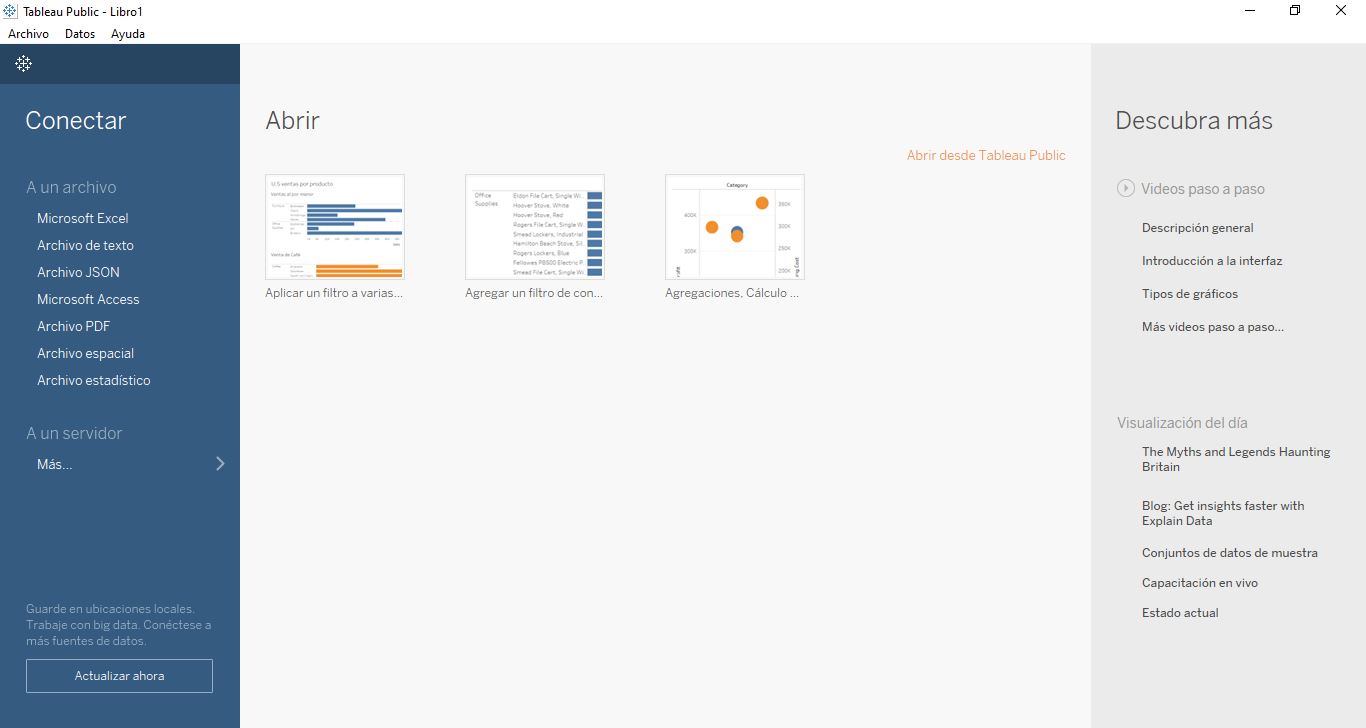 Tableau Public - Libro1
Archivo Datos Ayuda
Conectar
A un archivo
Microsoft Excel
Archivo de texto
Archivo JSON
Microsoft Access
Archivo PDF
Archivo espacial
Archivo estadístico
A un servidor
Más...
Guarde en ubicaciones locales.
Trabaje con big data. Conéctese a
más fuentes de datos.
Actualizar ahora
Abrir
Abrir desde Tableau Public
U.S ventas por producto
Ventas al por menor
Furniture
Office
Supplies
Venta de Café
Aplicar un filtro a varias...
Office
Supplies
Eldon File Cart, Single Wi..
Hoover Stove, White
Hoover Stove, Red
Rogers File Cart, Single W..
Smead Lockers, Industrial
Hamilton Beach Stove, Sil..
Rogers Lockers, Blue
Fellowes PB500 Electric P..
Smead File Cart, Single Wi..
Agregar un filtro de con...
Category
400K
300K
350K
300K
250K
200K
Agregaciones, Cálculo ...
Descubra más
Videos paso a paso
Descripción general
Introducción a la interfaz
Tipos de gráficos
Más videos paso a paso...
Visualización del día
The Myths and Legends Haunting
Britain
Blog: Get insights faster with
Explain Data
Conjuntos de datos de muestra
Capacitación en vivo
Estado actual